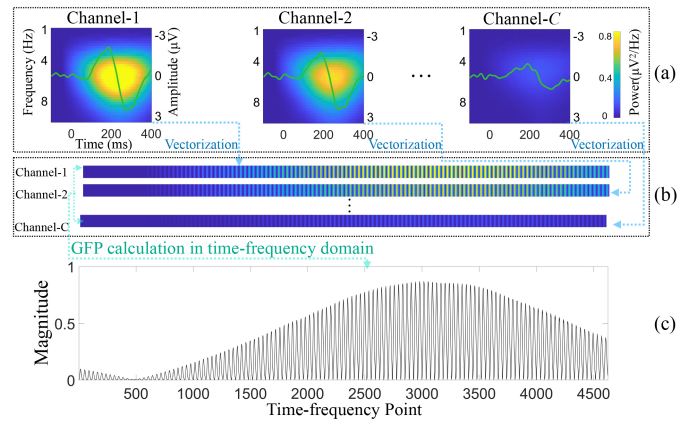 Channel-1 Channel-2 Channel-C
1 -3 1 -3 1 -3 0.8
Frequency (Hz) 4 8 0 3 Amplitude (μV) 4 8 0 3 ··· 4 8 0 3 0.4 0 Power(μV²/Hz) (a)
0 200 400 0 200 400 0 200 400
Time (ms) ms
Vectorization Vectorization Vectorization
Channel-1
Channel-2
(b)
Channel-C
GFP calculation in time-frequency domain
1
Magnitude 0.5 (c)
0
500 1000 1500 2000 2500 3000 3500 4000 4500
Time-frequency Point